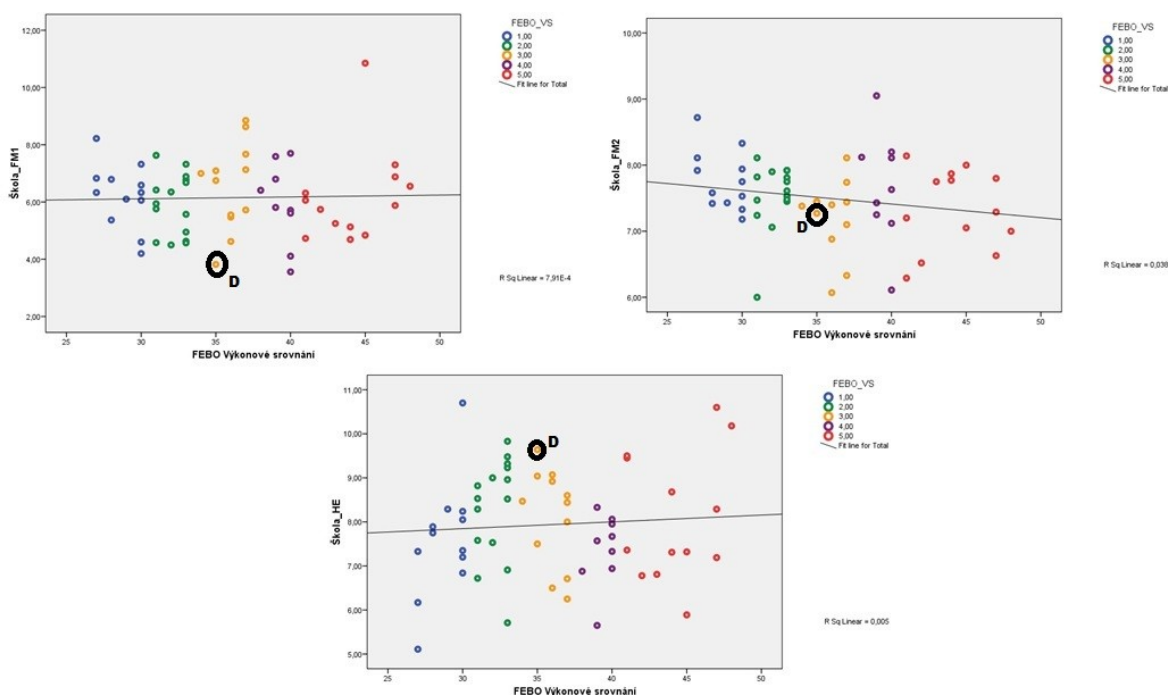 12,00
10,00
8,00
6,00
4,00
2,00
Škola_FM1
D
25 30 35 40 45 50
FEBO Výkonové srovnání
FEBO_VS
1,00
2,00
3,00
4,00
5,00
Fit line for Total
R Sq Linear = 7,91E-4
10,00
9,00
8,00
7,00
6,00
Škola_FM2
D
25 30 35 40 45 50
FEBO Výkonové srovnání
FEBO_VS
1,00
2,00
3,00
4,00
5,00
Fit line for Total
R Sq Linear = 0,036
11,00
10,00
9,00
8,00
7,00
6,00
5,00
Škola_HE
D
25 30 35 40 45 50
FEBO Výkonové srovnání
FEBO_VS
1,00
2,00
3,00
4,00
5,00
Fit line for Total
R Sq Linear = 0,005